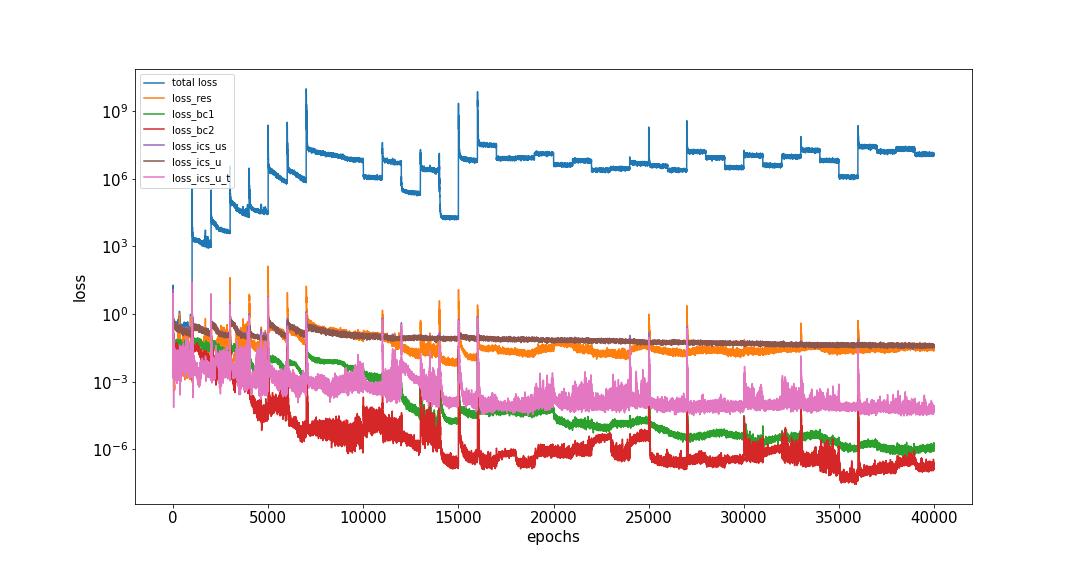 total loss
loss_res
loss_bc1
loss_bc2
loss_ics_us
loss_ics_u
loss_ics_u_t
10⁹
10⁶
10³
10⁰
10⁻³
10⁻⁶
loss
0 5000 10000 15000 20000 25000 30000 35000 40000
epochs